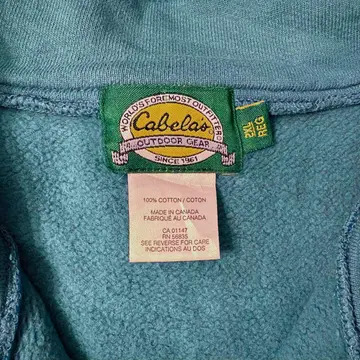 WORLD'S FOREMOST OUTFITTER
Cabela's
OUTDOOR GEAR
SINCE 1961
2XL
REG
100% COTTON / COTON
MADE IN CANADA
FABRIQUÉ AU CANADA
CA 01147
RN 56835
SEE REVERSE FOR CARE
INDICATIONS AU DOS